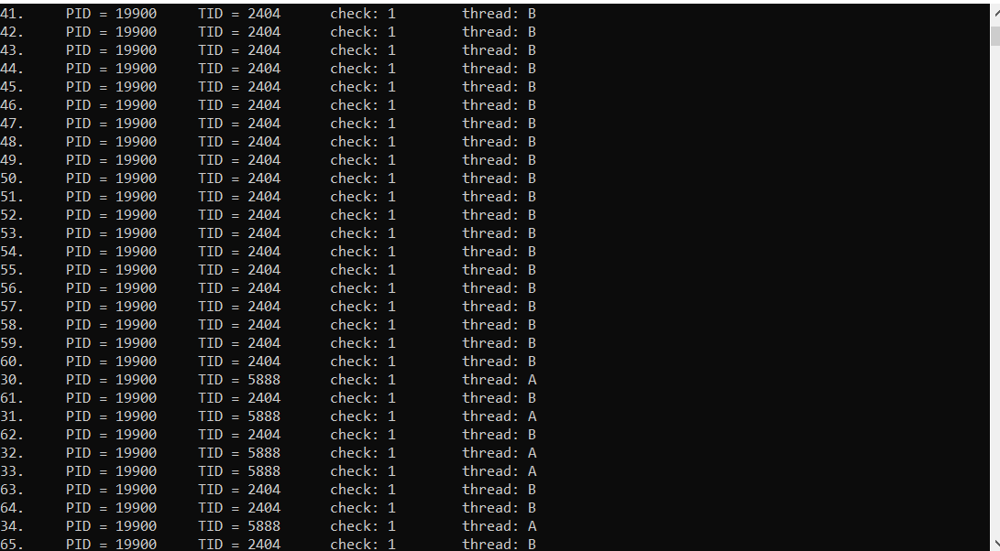 41. PID = 19900 TID = 2404 check: 1 thread: B
42. PID = 19900 TID = 2404 check: 1 thread: B
43. PID = 19900 TID = 2404 check: 1 thread: B
44. PID = 19900 TID = 2404 check: 1 thread: B
45. PID = 19900 TID = 2404 check: 1 thread: B
46. PID = 19900 TID = 2404 check: 1 thread: B
47. PID = 19900 TID = 2404 check: 1 thread: B
48. PID = 19900 TID = 2404 check: 1 thread: B
49. PID = 19900 TID = 2404 check: 1 thread: B
50. PID = 19900 TID = 2404 check: 1 thread: B
51. PID = 19900 TID = 2404 check: 1 thread: B
52. PID = 19900 TID = 2404 check: 1 thread: B
53. PID = 19900 TID = 2404 check: 1 thread: B
54. PID = 19900 TID = 2404 check: 1 thread: B
55. PID = 19900 TID = 2404 check: 1 thread: B
56. PID = 19900 TID = 2404 check: 1 thread: B
57. PID = 19900 TID = 2404 check: 1 thread: B
58. PID = 19900 TID = 2404 check: 1 thread: B
59. PID = 19900 TID = 2404 check: 1 thread: B
60. PID = 19900 TID = 2404 check: 1 thread: B
30. PID = 19900 TID = 5888 check: 1 thread: A
61. PID = 19900 TID = 2404 check: 1 thread: B
31. PID = 19900 TID = 5888 check: 1 thread: A
62. PID = 19900 TID = 2404 check: 1 thread: B
32. PID = 19900 TID = 5888 check: 1 thread: A
33. PID = 19900 TID = 5888 check: 1 thread: A
63. PID = 19900 TID = 2404 check: 1 thread: B
64. PID = 19900 TID = 2404 check: 1 thread: B
34. PID = 19900 TID = 5888 check: 1 thread: A
65. PID = 19900 TID = 2404 check: 1 thread: B